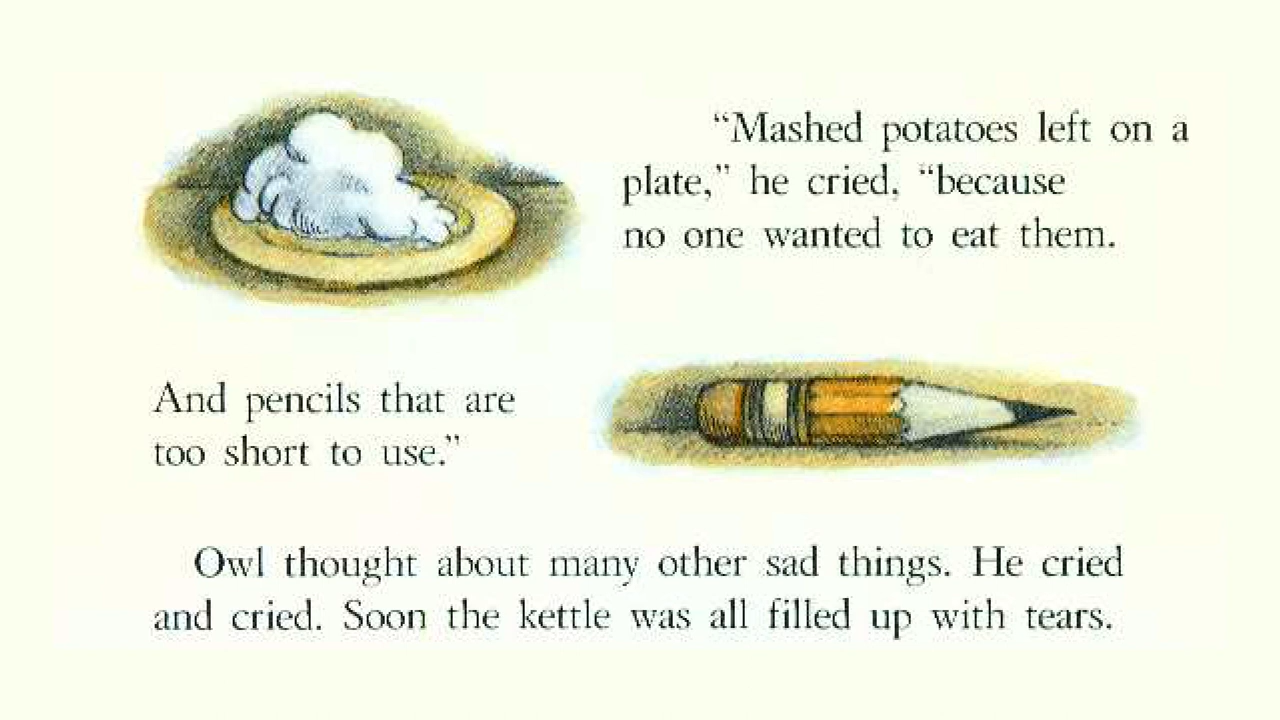 “Mashed potatoes left on a
plate,” he cried, “because
no one wanted to eat them.
And pencils that are
too short to use.”
Owl thought about many other sad things. He cried
and cried. Soon the kettle was all filled up with tears.